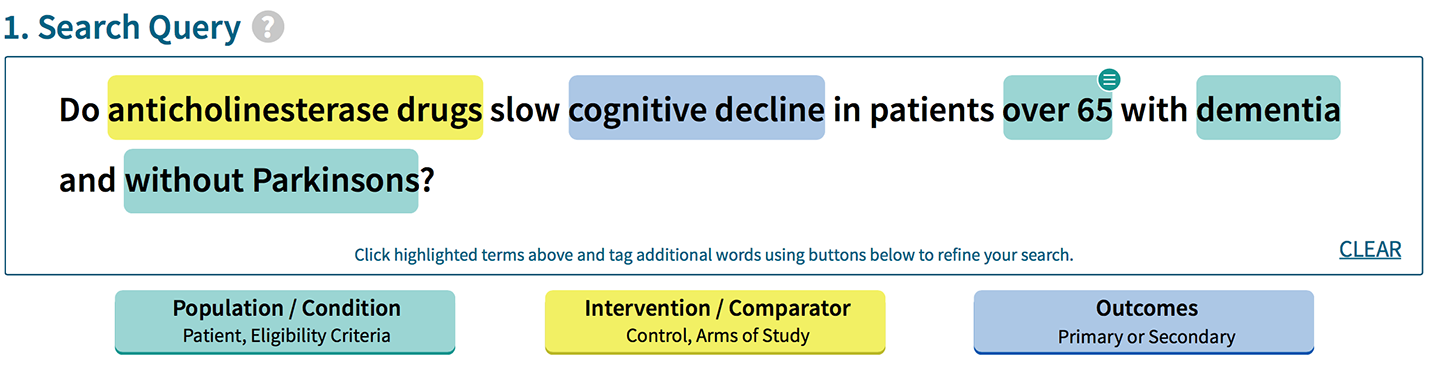 1. Search Query ?
Do anticholinesterase drugs slow cognitive decline in patients over 65 with dementia
and without Parkinsons?
Click highlighted terms above and tag additional words using buttons below to refine your search.
CLEAR
Population / Condition
Patient, Eligibility Criteria
Intervention / Comparator
Control, Arms of Study
Outcomes
Primary or Secondary